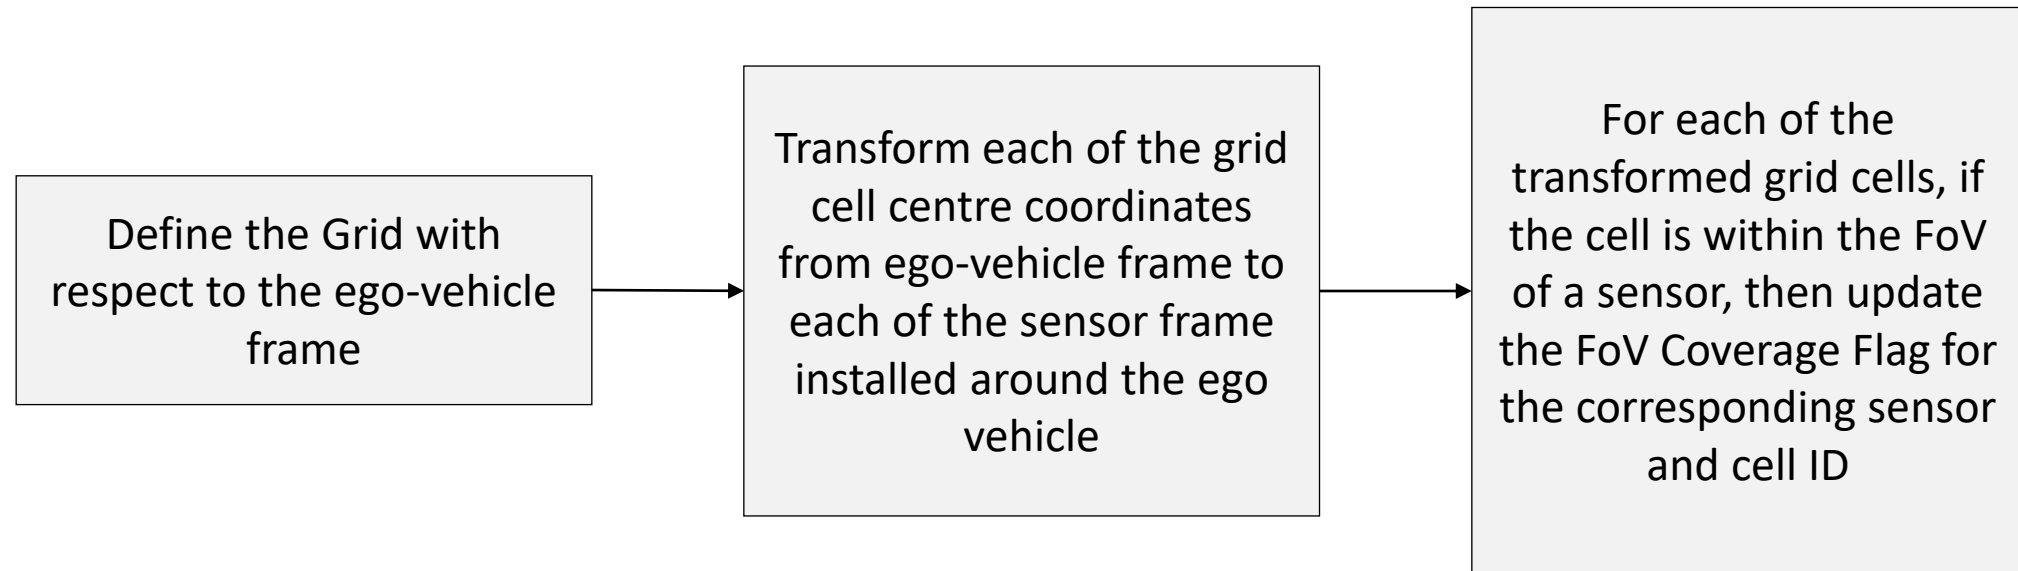 Define the Grid with
respect to the ego-vehicle
frame
Transform each of the grid
cell centre coordinates
from ego-vehicle frame to
each of the sensor frame
installed around the ego
vehicle
For each of the
transformed grid cells, if
the cell is within the FoV
of a sensor, then update
the FoV Coverage Flag for
the corresponding sensor
and cell ID